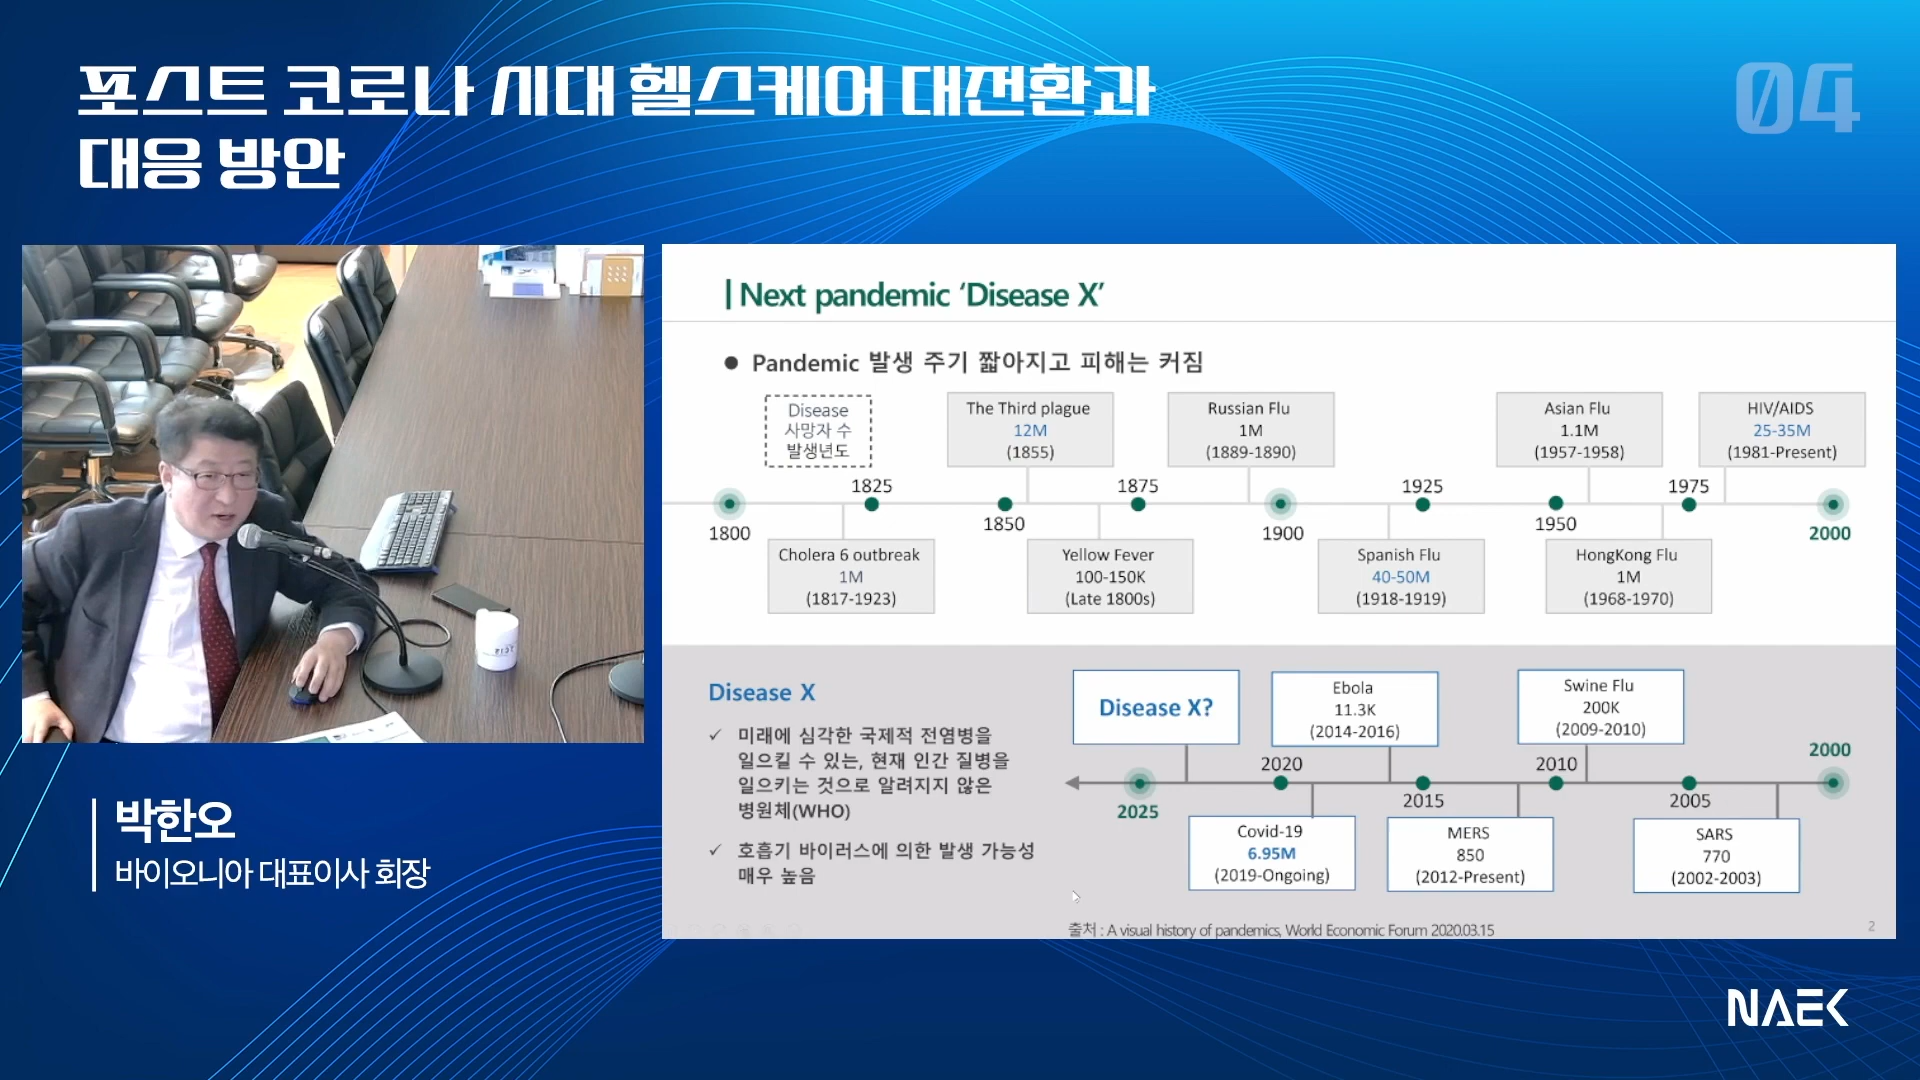 포스트 코로나 시대 헬스케어 대전환과
대응 방안
04
Next pandemic ‘Disease X’
● Pandemic 발생 주기 짧아지고 피해는 커짐
Disease
사망자 수
발생년도
The Third plague
12M
(1855)
Russian Flu
1M
(1889-1890)
Asian Flu
1.1M
(1957-1958)
HIV/AIDS
25-35M
(1981-Present)
1800
1825
1850
1875
1900
1925
1950
1975
2000
Cholera 6 outbreak
1M
(1817-1923)
Yellow Fever
100-150K
(Late 1800s)
Spanish Flu
40-50M
(1918-1919)
HongKong Flu
1M
(1968-1970)
Disease X
✓ 미래에 심각한 국제적 전염병을
일으킬 수 있는, 현재 인간 질병을
일으키는 것으로 알려지지 않은
병원체(WHO)
✓ 호흡기 바이러스에 의한 발생 가능성
매우 높음
Disease X?
Ebola
11.3K
(2014-2016)
Swine Flu
200K
(2009-2010)
2025
2020
2015
2010
2005
2000
Covid-19
6.95M
(2019-Ongoing)
MERS
850
(2012-Present)
SARS
770
(2002-2003)
출처 : A visual history of pandemics, World Economic Forum 2020.03.15
2
박한오
바이오니아 대표이사 회장
NAEK